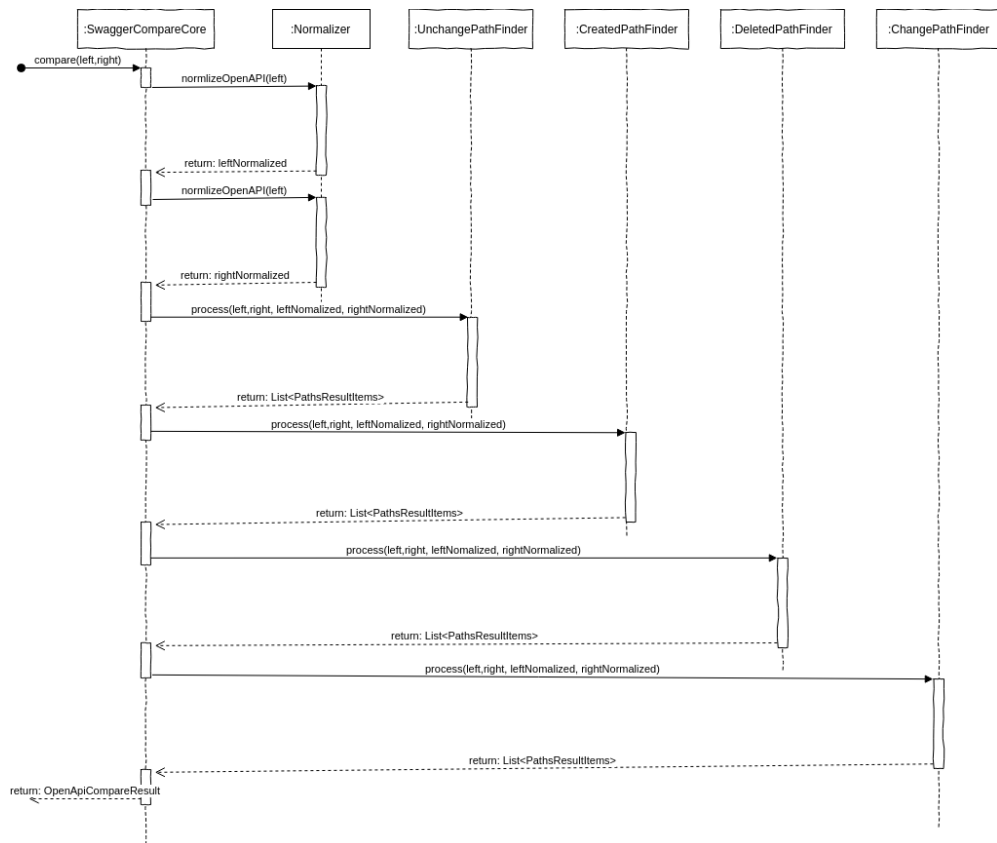 :SwaggerCompareCore
:Normalizer
:UnchangePathFinder
:CreatedPathFinder
:DeletedPathFinder
:ChangePathFinder
compare(left,right)
normlizeOpenAPI(left)
return: leftNormalized
normlizeOpenAPI(left)
return: rightNormalized
process(left,right, leftNomalized, rightNormalized)
return: List<PathsResultItems>
process(left,right, leftNomalized, rightNormalized)
return: List<PathsResultItems>
process(left,right, leftNomalized, rightNormalized)
return: List<PathsResultItems>
process(left,right, leftNomalized, rightNormalized)
return: List<PathsResultItems>
return: OpenApiCompareResult